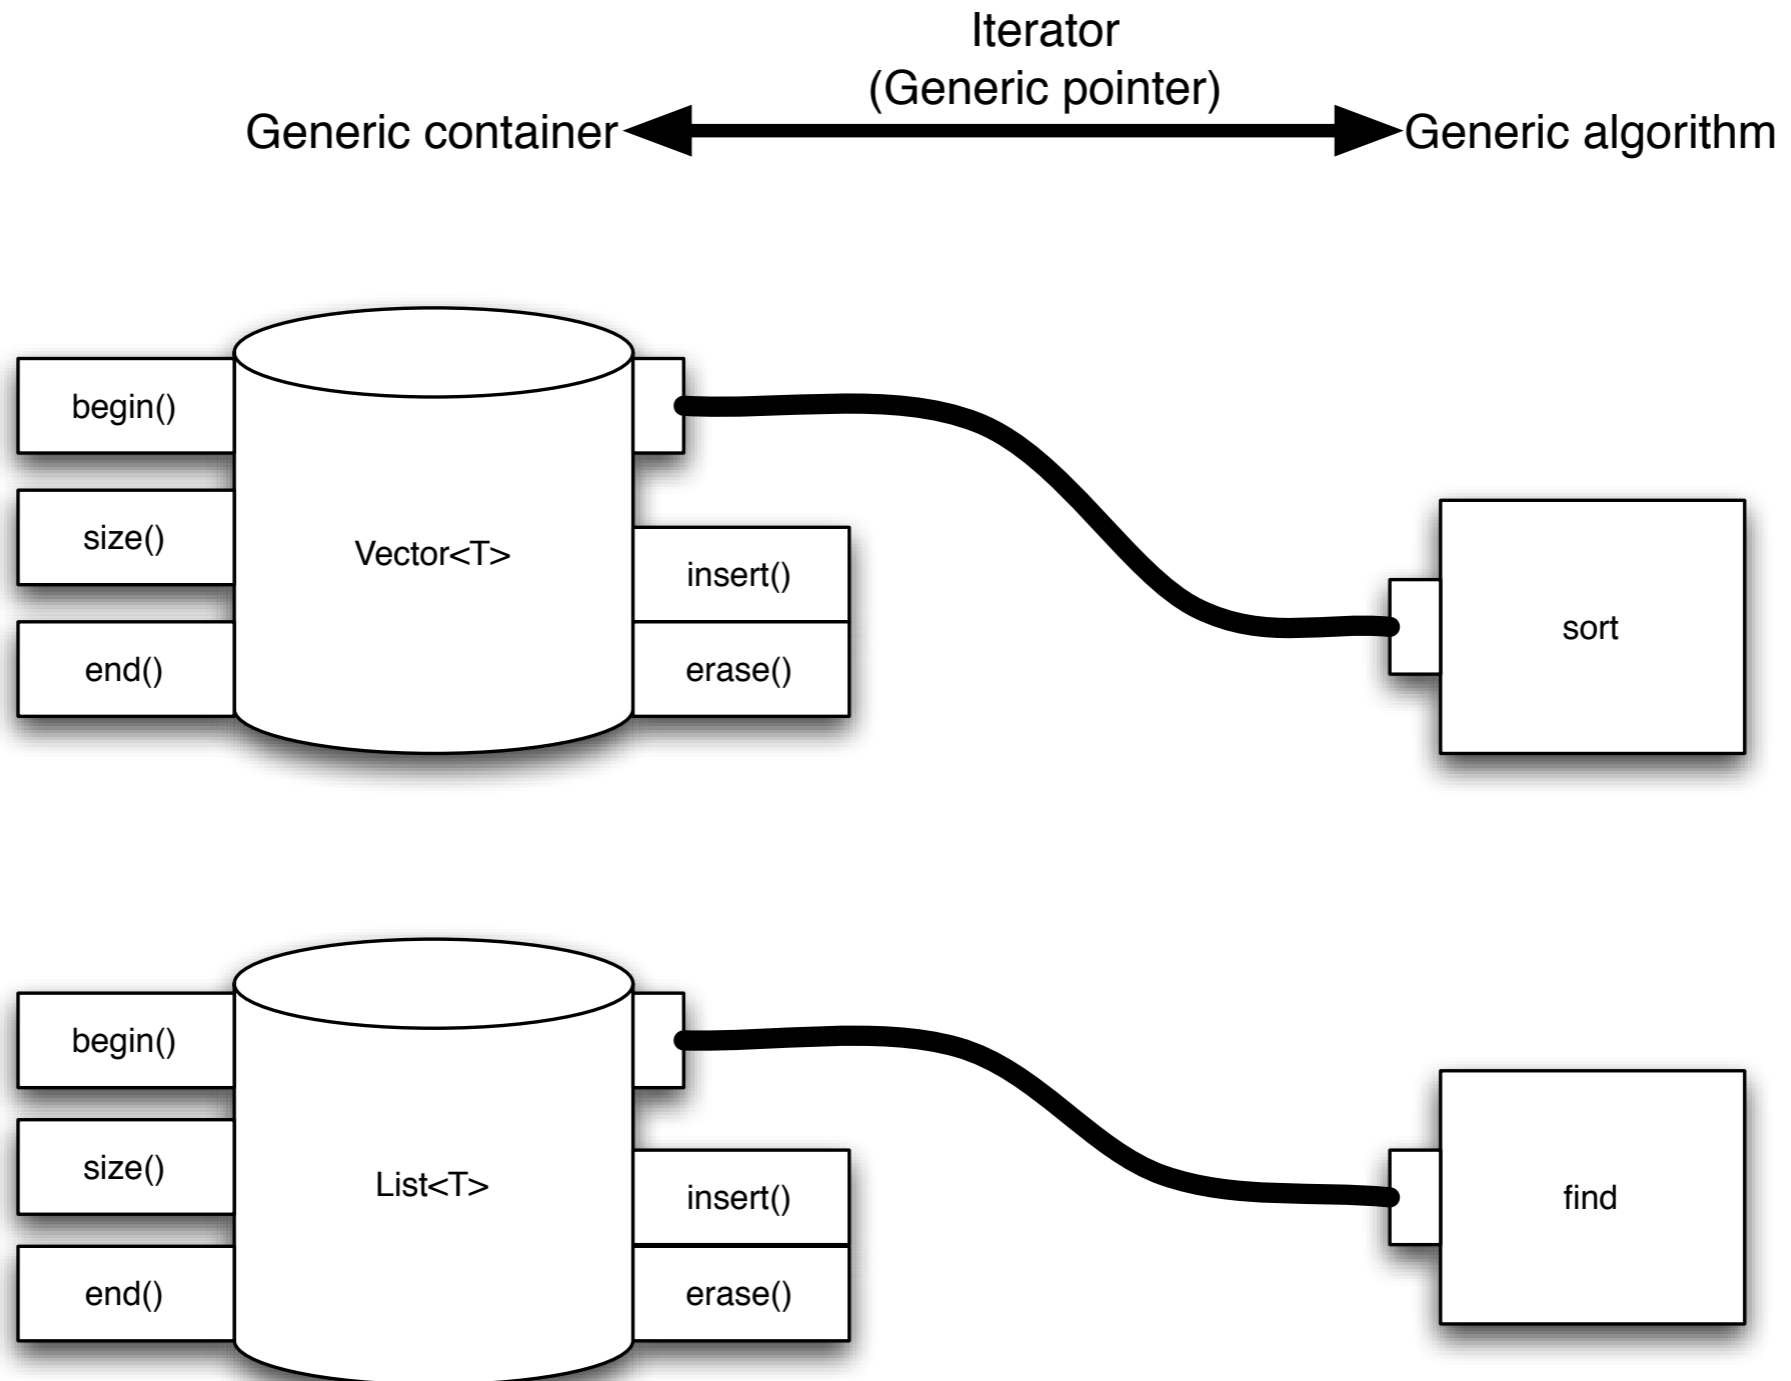 Iterator
(Generic pointer)
Generic container
Generic algorithm
begin()
size()
end()
Vector<T>
insert()
erase()
sort
begin()
size()
end()
List<T>
insert()
erase()
find